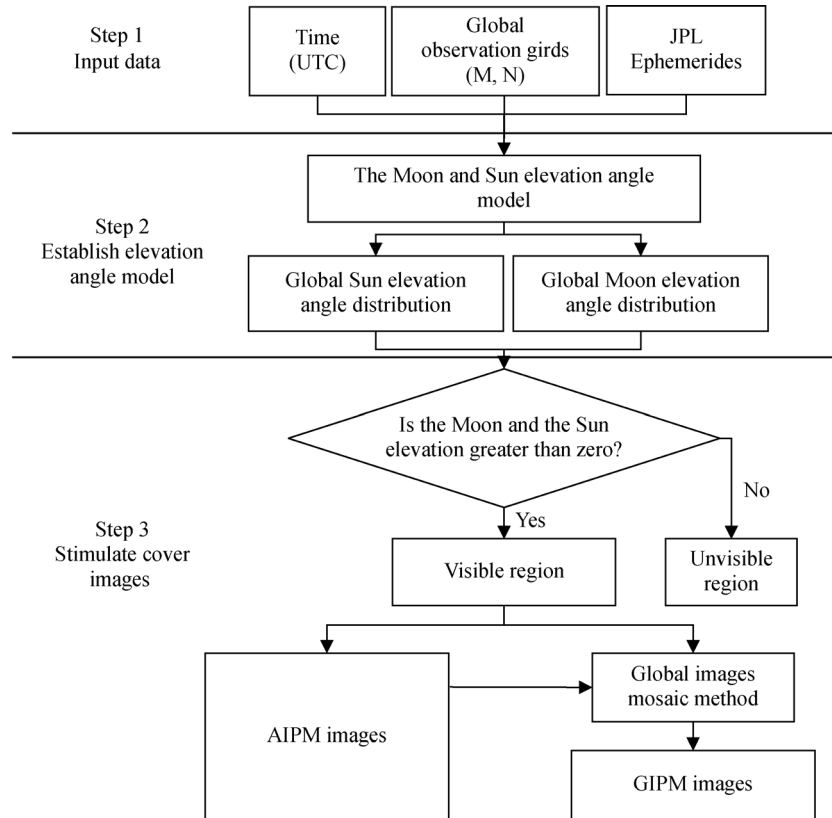 Step 1
Input data
Time
(UTC)
Global
observation girds
(M, N)
JPL
Ephemerides
Step 2
Establish elevation
angle model
The Moon and Sun elevation angle
model
Global Sun elevation
angle distribution
Global Moon elevation
angle distribution
Step 3
Stimulate cover
images
Is the Moon and the Sun
elevation greater than zero?
Yes
No
Visible region
Unvisible
region
AIPM images
Global images
mosaic method
GIPM images